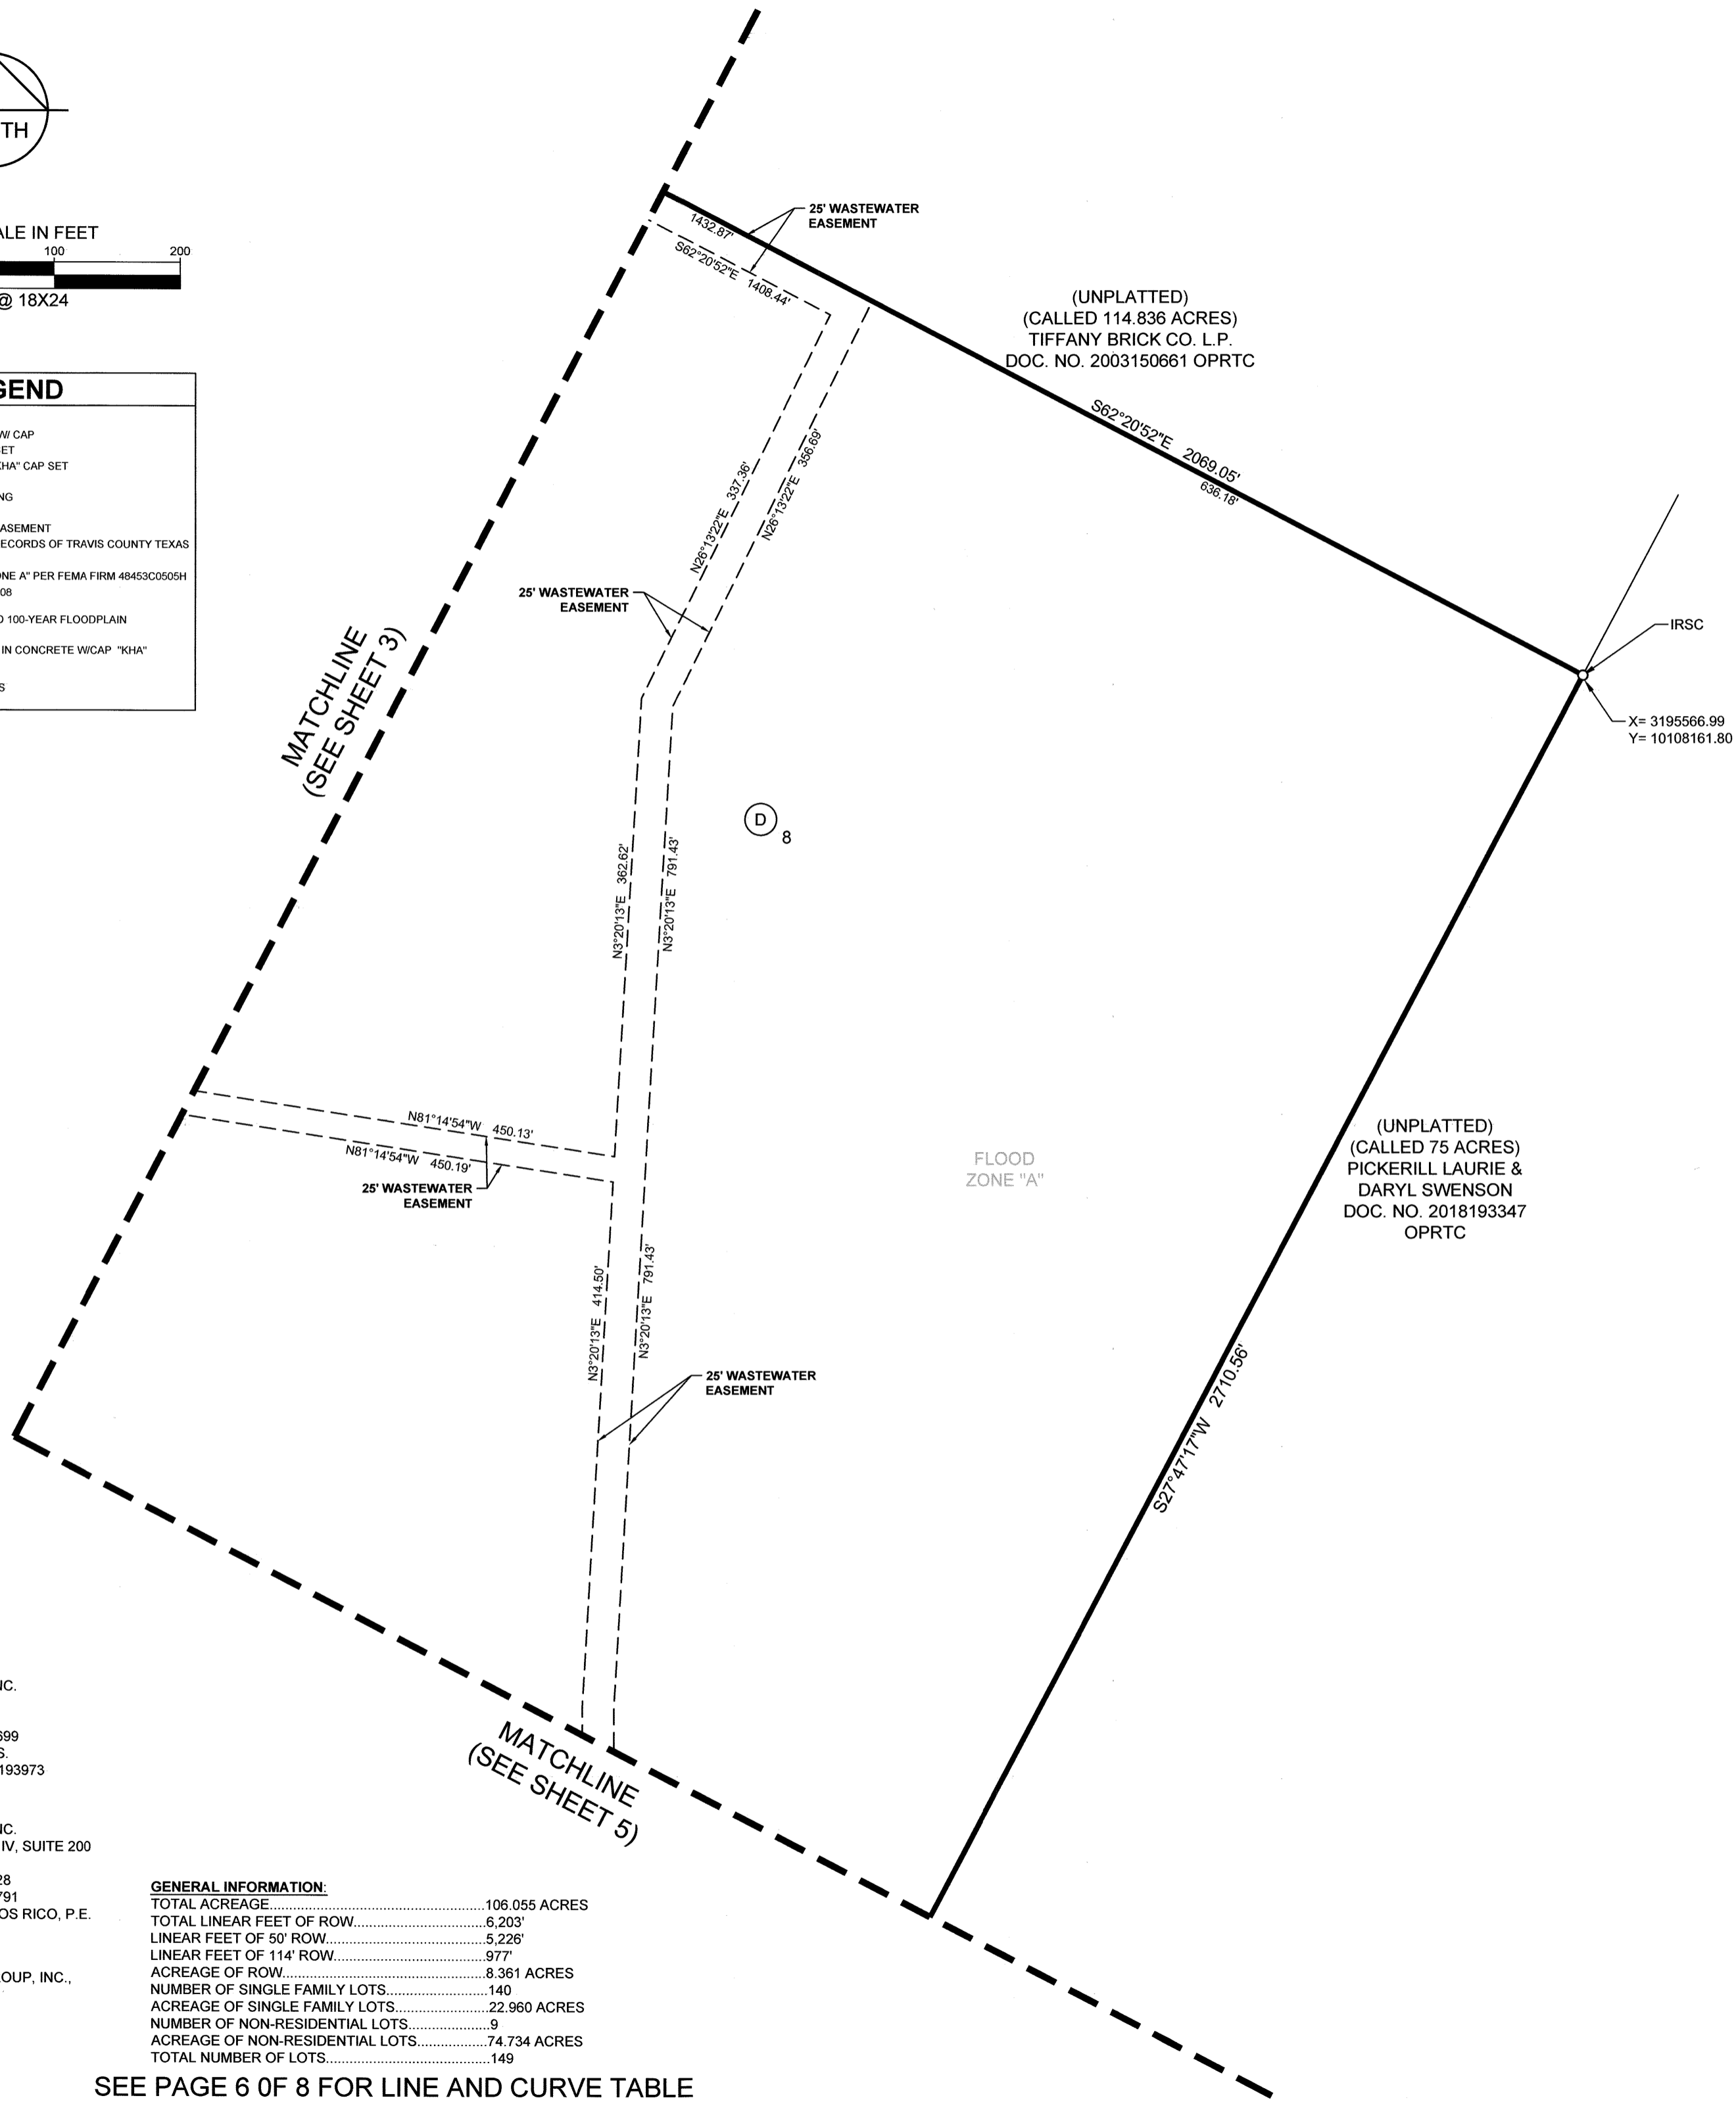 TH
ALE IN FEET
100
200
@ 18X24
GEND
W/ CAP
ET
KHA" CAP SET
NG
ASEMENT
ECORDS OF TRAVIS COUNTY TEXAS
ONE A" PER FEMA FIRM 48453C0505H
08
D 100-YEAR FLOODPLAIN
IN CONCRETE W/CAP "KHA"
S
25' WASTEWATER
EASEMENT
1432.87'
S62°20'52"E 1408.44'
(UNPLATTED)
(CALLED 114.836 ACRES)
TIFFANY BRICK CO. L.P.
DOC. NO. 2003150661 OPRTC
S62°20'52"E 2069.05'
636.18'
N26°13'22"E 337.36'
N26°13'22"E 356.69'
25' WASTEWATER
EASEMENT
IRSC
X= 3195566.99
Y= 10108161.80
MATCHLINE
(SEE SHEET 3)
D
8
N3°20'13"E 362.62'
N3°20'13"E 791.43'
N81°14'54"W 450.13'
N81°14'54"W 450.19'
25' WASTEWATER
EASEMENT
FLOOD
ZONE "A"
(UNPLATTED)
(CALLED 75 ACRES)
PICKERILL LAURIE &
DARYL SWENSON
DOC. NO. 2018193347
OPRTC
N3°20'13"E 414.50'
N3°20'13"E 791.43'
25' WASTEWATER
EASEMENT
S27°47'17"W 2710.56'
MATCHLINE
(SEE SHEET 5)
NC.
699
S.
193973
NC.
IV, SUITE 200
28
791
OS RICO, P.E.
OUP, INC.,
GENERAL INFORMATION:
TOTAL ACREAGE....................................................106.055 ACRES
TOTAL LINEAR FEET OF ROW................................6,203'
LINEAR FEET OF 50' ROW......................................5,226'
LINEAR FEET OF 114' ROW.....................................977'
ACREAGE OF ROW.................................................8.361 ACRES
NUMBER OF SINGLE FAMILY LOTS........................140
ACREAGE OF SINGLE FAMILY LOTS......................22.960 ACRES
NUMBER OF NON-RESIDENTIAL LOTS....................9
ACREAGE OF NON-RESIDENTIAL LOTS.................74.734 ACRES
TOTAL NUMBER OF LOTS........................................149
SEE PAGE 6 0F 8 FOR LINE AND CURVE TABLE